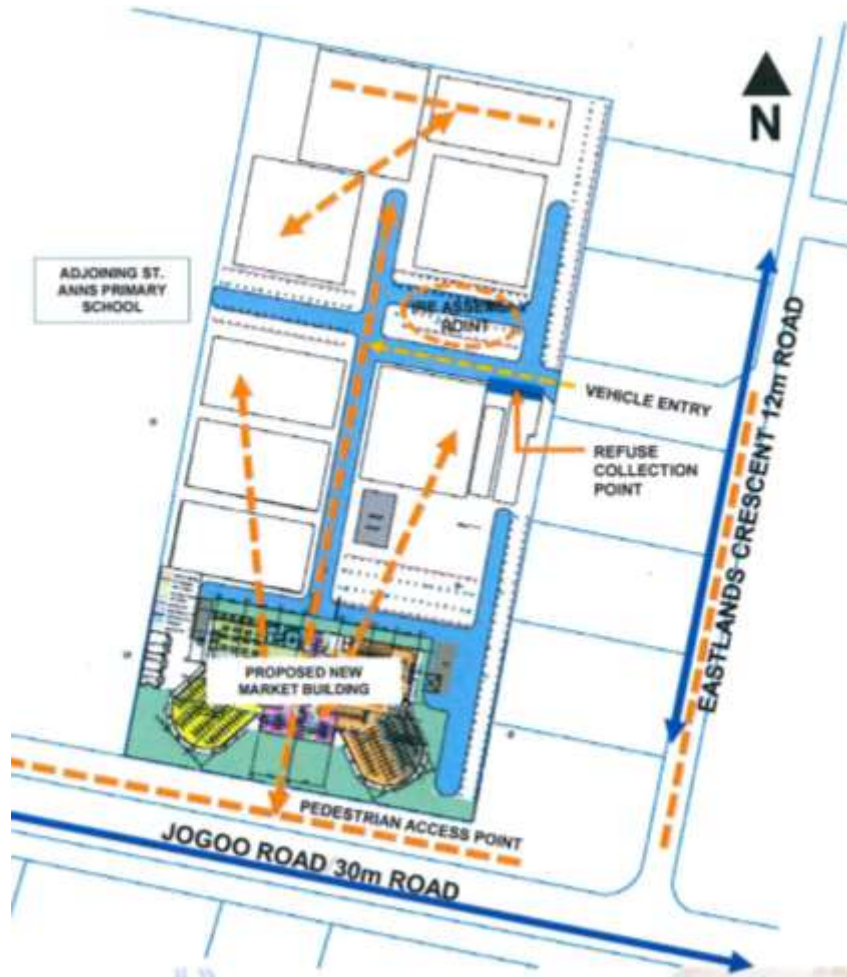 N
ADJOINING ST.
ANNS PRIMARY
SCHOOL
POINT
VEHICLE ENTRY
REFUSE
COLLECTION
POINT
EASTLANDS CRESCENT 12m ROAD
PROPOSED NEW
MARKET BUILDING
PEDESTRIAN ACCESS POINT
JOGOO ROAD 30m ROAD